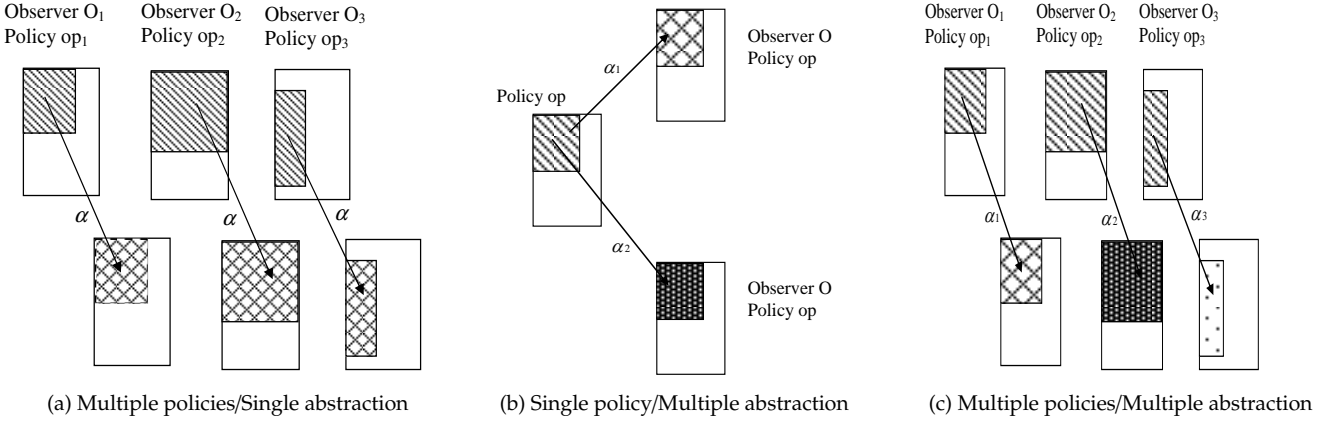 Observer O₁
Policy op₁
Observer O₂
Policy op₂
Observer O₃
Policy op₃
α
α
α
(a) Multiple policies/Single abstraction
Observer O
Policy op
α₁
Policy op
α₂
Observer O
Policy op
(b) Single policy/Multiple abstraction
Observer O₁
Policy op₁
Observer O₂
Policy op₂
Observer O₃
Policy op₃
α₁
α₂
α₃
(c) Multiple policies/Multiple abstraction